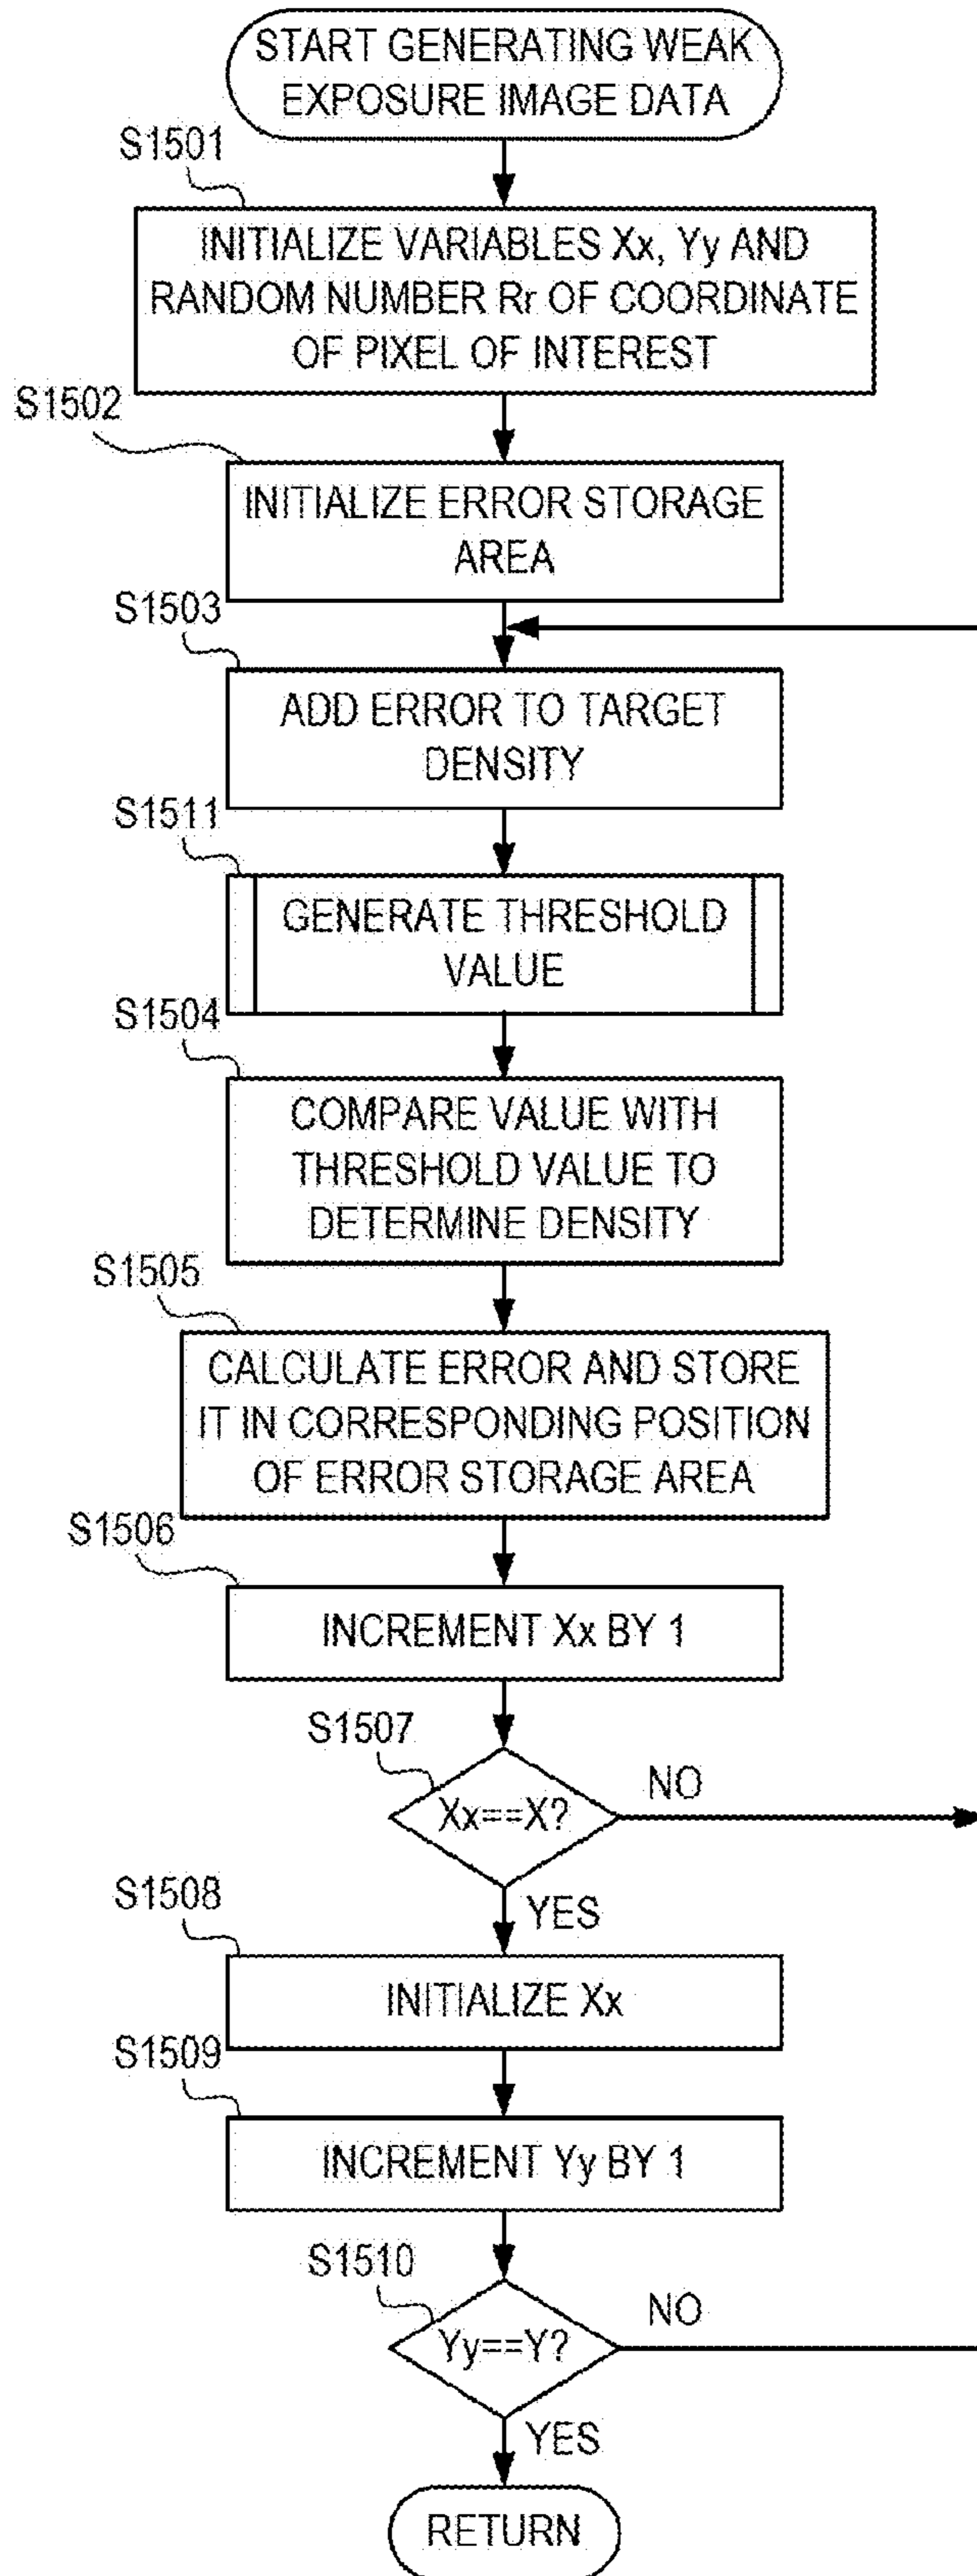 START GENERATING WEAK
EXPOSURE IMAGE DATA
S1501
INITIALIZE VARIABLES Xx, Yy AND
RANDOM NUMBER Rr OF COORDINATE
OF PIXEL OF INTEREST
S1502
INITIALIZE ERROR STORAGE
AREA
S1503
ADD ERROR TO TARGET
DENSITY
S1511
GENERATE THRESHOLD
VALUE
S1504
COMPARE VALUE WITH
THRESHOLD VALUE TO
DETERMINE DENSITY
S1505
CALCULATE ERROR AND STORE
IT IN CORRESPONDING POSITION
OF ERROR STORAGE AREA
S1506
INCREMENT Xx BY 1
S1507
Xx==X?
NO
YES
S1508
INITIALIZE Xx
S1509
INCREMENT Yy BY 1
S1510
Yy==Y?
NO
YES
RETURN